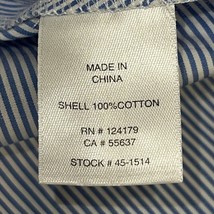 MADE IN
CHINA
SHELL 100%COTTON
RN # 124179
CA # 55637
STOCK # 45-1514